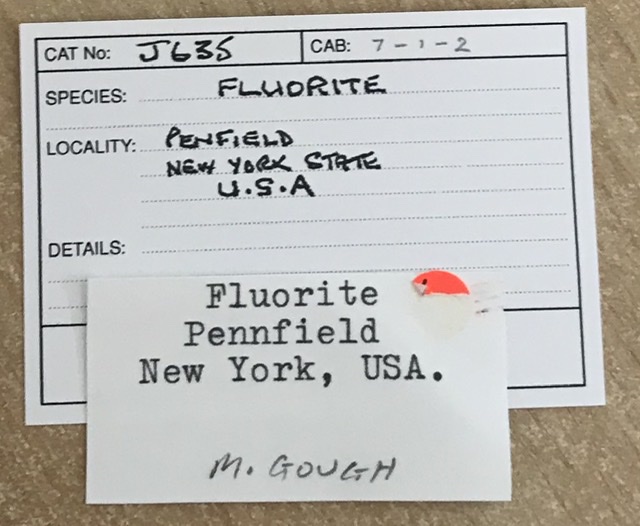 CAT No: J635 CAB: 7-1-2
SPECIES: FLUORITE
LOCALITY: PENFIELD
NEW YORK STATE
U.S.A
DETAILS:
Fluorite
Pennfield
New York, USA.
M. GOUGH